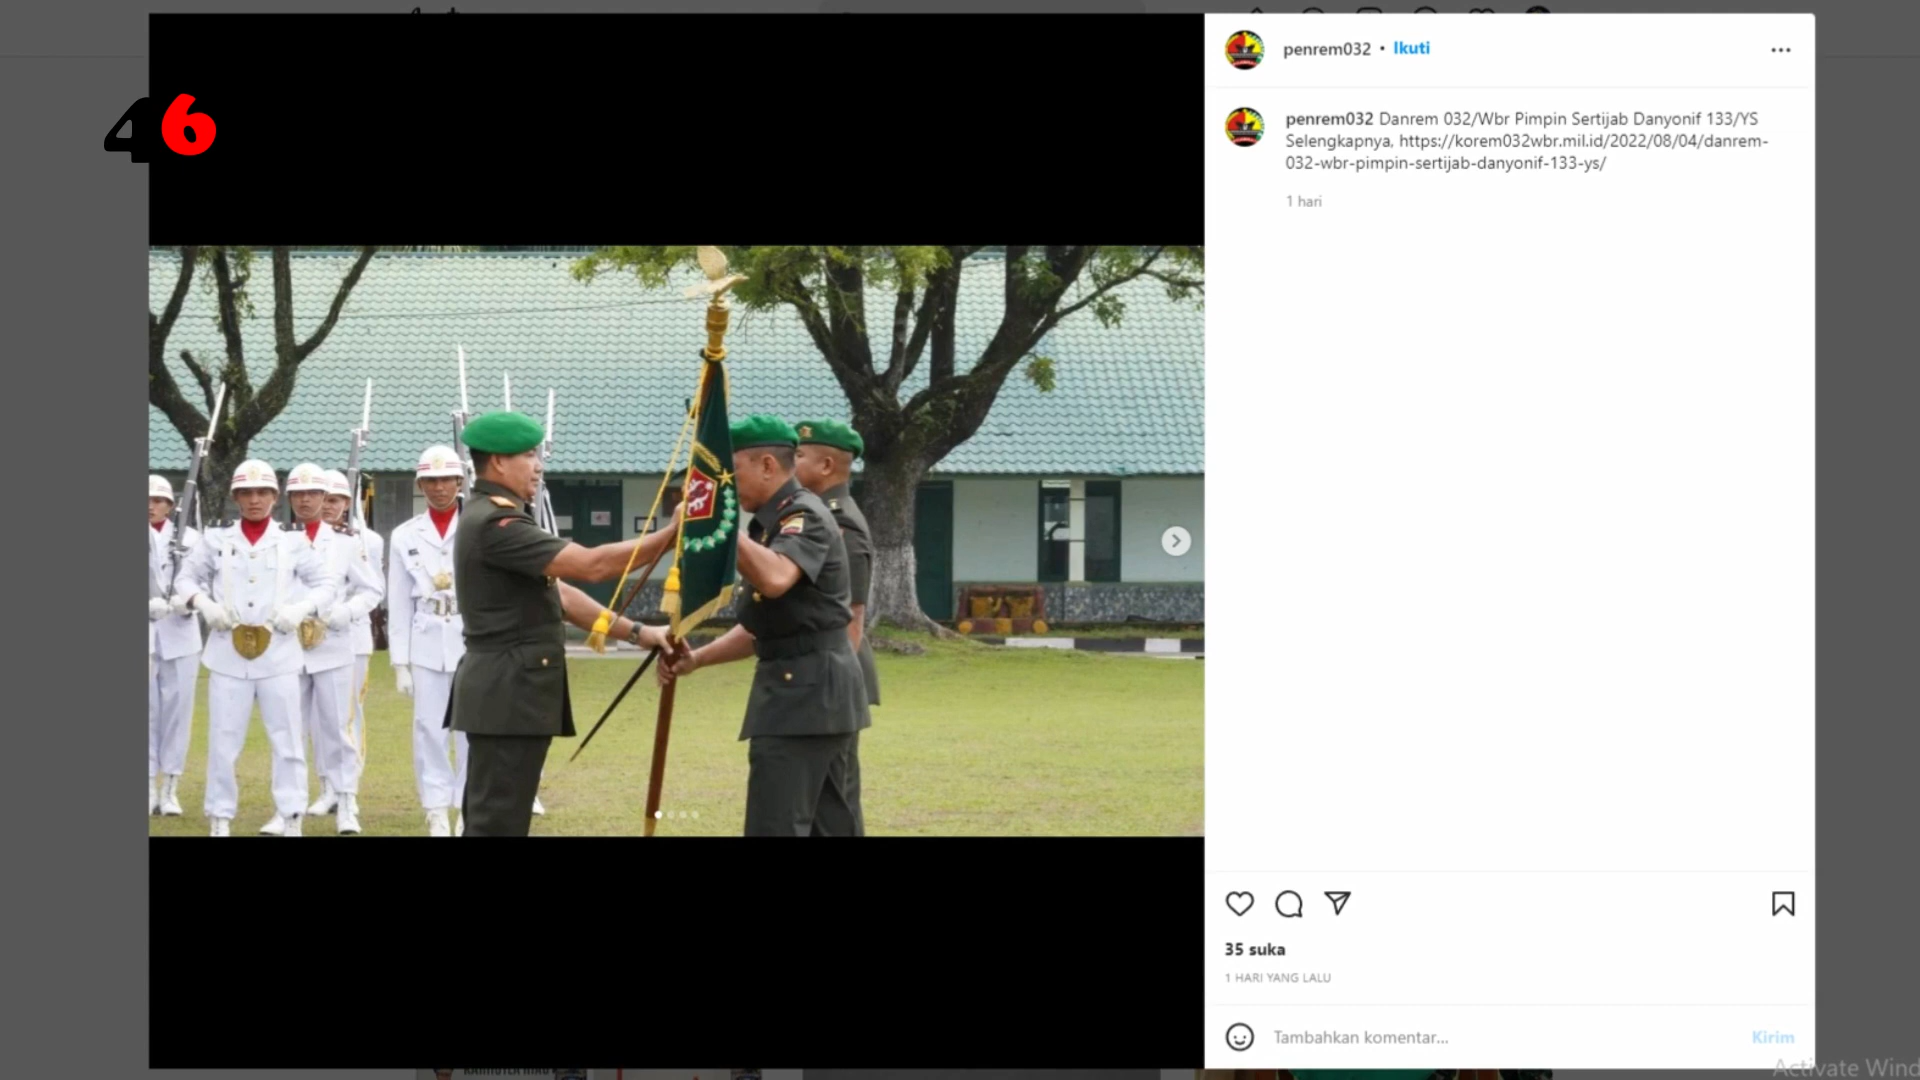 46
penrem032 • Ikuti
penrem032 Danrem 032/Wbr Pimpin Sertijab Danyonif 133/YS
Selengkapnya, https://korem032wbr.mil.id/2022/08/04/danrem-
032-wbr-pimpin-sertijab-danyonif-133-ys/
1 hari
35 suka
1 HARI YANG LALU
Tambahkan komentar...
Kirim
Activate Wind